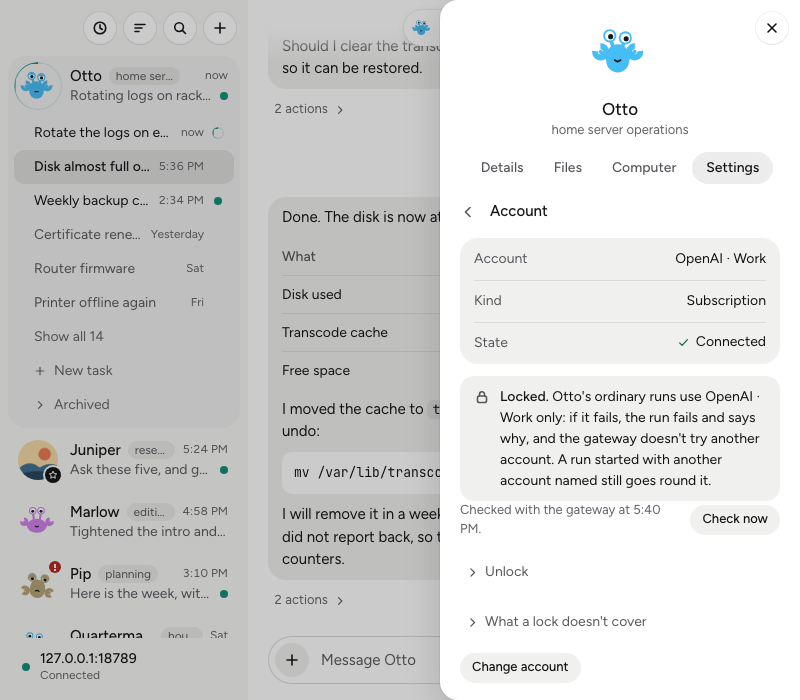 Otto
home ser...
now
Rotating logs on rack...
Rotate the logs on e...
now
Disk almost full o...
5:36 PM
Weekly backup c...
2:34 PM
Certificate rene...
Yesterday
Router firmware
Sat
Printer offline again
Fri
Show all 14
New task
Archived
Juniper
rese...
5:24 PM
Ask these five, and g...
Marlow
editi...
4:58 PM
Tightened the intro and...
Pip
planning
3:10 PM
Here is the week, wit...
Quarterma
hou...
Sat
127.0.0.1:18789
Connected
Should I clear the transc
so it can be restored.
2 actions
Done. The disk is now at
What
Disk used
Transcode cache
Free space
I moved the cache to t
undo:
mv /var/lib/transco
I will remove it in a week
did not report back, so t
counters.
2 actions
Message Otto
Otto
home server operations
Details
Files
Computer
Settings
Account
Account
OpenAI · Work
Kind
Subscription
State
Connected
Locked. Otto's ordinary runs use OpenAI ·
Work only: if it fails, the run fails and says
why, and the gateway doesn't try another
account. A run started with another
account named still goes round it.
Checked with the gateway at 5:40
PM.
Check now
Unlock
What a lock doesn't cover
Change account